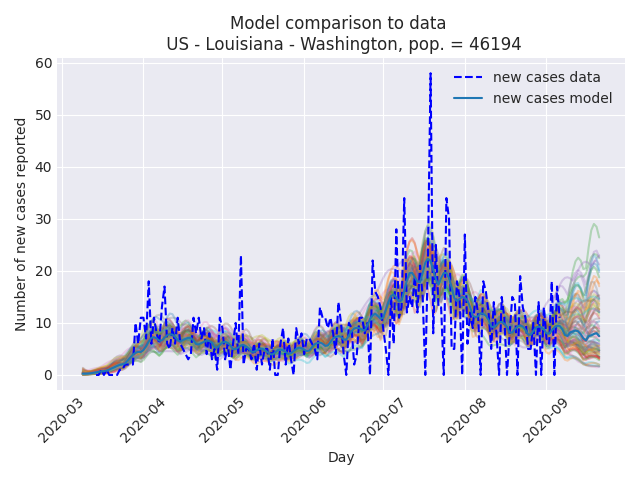 Model comparison to data
US - Louisiana - Washington, pop. = 46194
new cases data
new cases model
Number of new cases reported
60
50
40
30
20
10
0
2020-03
2020-04
2020-05
2020-06
2020-07
2020-08
2020-09
Day